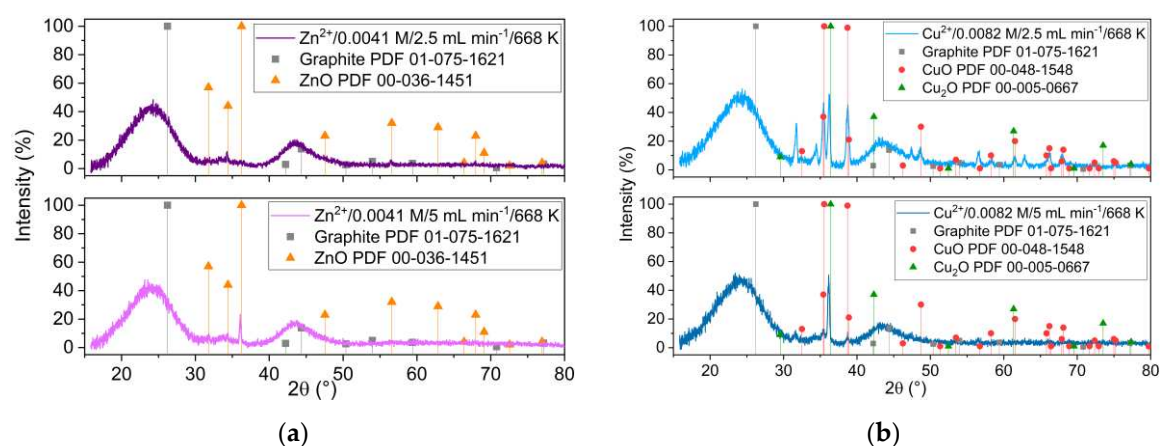 100
80
60
40
20
0
Zn²⁺/0.0041 M/2.5 mL min⁻¹/668 K
Graphite PDF 01-075-1621
ZnO PDF 00-036-1451
100
80
60
40
20
0
Zn²⁺/0.0041 M/5 mL min⁻¹/668 K
Graphite PDF 01-075-1621
ZnO PDF 00-036-1451
Intensity (%)
20 30 40 50 60 70 80
2θ (°)
(a)
100
80
60
40
20
0
Cu²⁺/0.0082 M/2.5 mL min⁻¹/668 K
Graphite PDF 01-075-1621
CuO PDF 00-048-1548
Cu₂O PDF 00-005-0667
100
80
60
40
20
0
Cu²⁺/0.0082 M/5 mL min⁻¹/668 K
Graphite PDF 01-075-1621
CuO PDF 00-048-1548
Cu₂O PDF 00-005-0667
Intensity (%)
20 30 40 50 60 70 80
2θ (°)
(b)